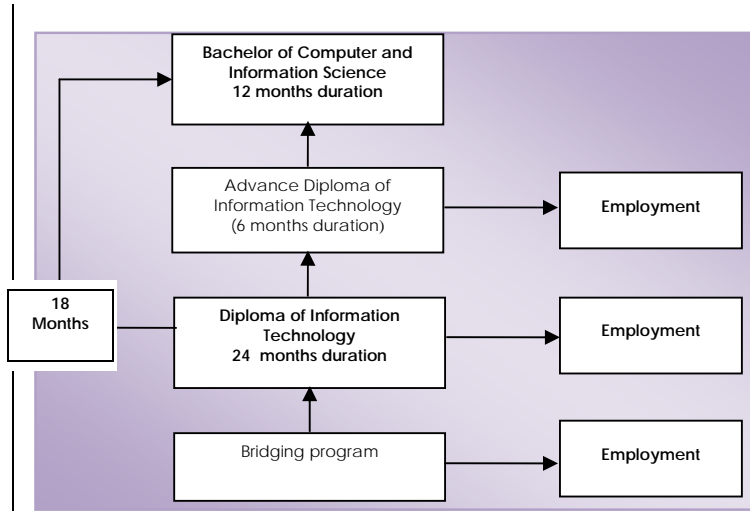 Bachelor of Computer and
Information Science
12 months duration
Advance Diploma of
Information Technology
(6 months duration)
Employment
18
Months
Diploma of Information
Technology
24 months duration
Employment
Bridging program
Employment